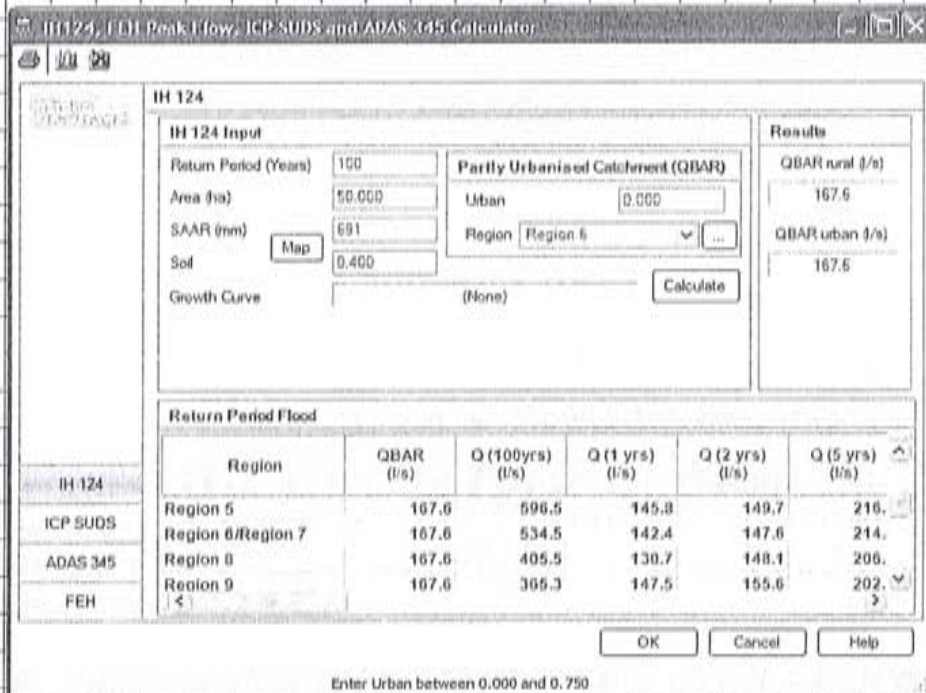 IH124, FEH Peak Flow, ICP SUDS and ADAS 345 Calculator
IH 124
IH 124 Input
Return Period (Years) 100
Area (ha) 50.000
SAAR (mm) 691
Map
Soil 0.400
Growth Curve (None)
Partly Urbanised Catchment (QBAR)
Urban 0.000
Region Region 6 ...
Calculate
Results
QBAR rural (l/s)
167.6
QBAR urban (l/s)
167.6
Return Period Flood
Region QBAR (l/s) Q (100yrs) (l/s) Q (1 yrs) (l/s) Q (2 yrs) (l/s) Q (5 yrs) (l/s)
Region 5 167.6 596.5 145.8 149.7 216.
Region 6/Region 7 167.6 534.5 142.4 147.6 214.
Region 8 167.6 405.5 130.7 148.1 206.
Region 9 167.6 365.3 147.5 155.6 202.
IH 124
ICP SUDS
ADAS 345
FEH
OK Cancel Help
Enter Urban between 0.000 and 0.750